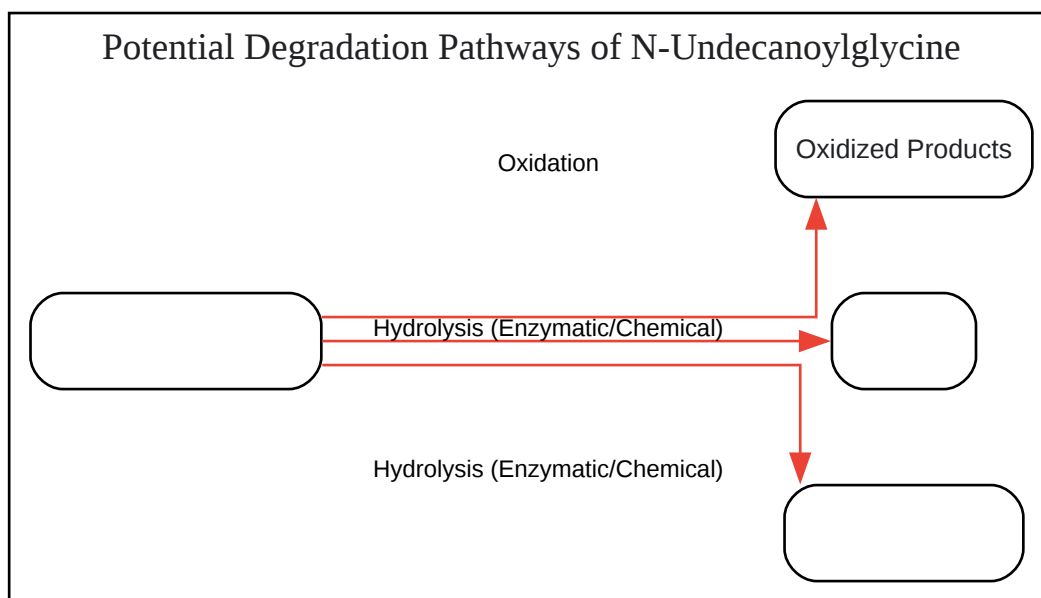 Potential Degradation Pathways of N-Undecanoylglycine
Oxidized Products
Oxidation
Hydrolysis (Enzymatic/Chemical)
Hydrolysis (Enzymatic/Chemical)